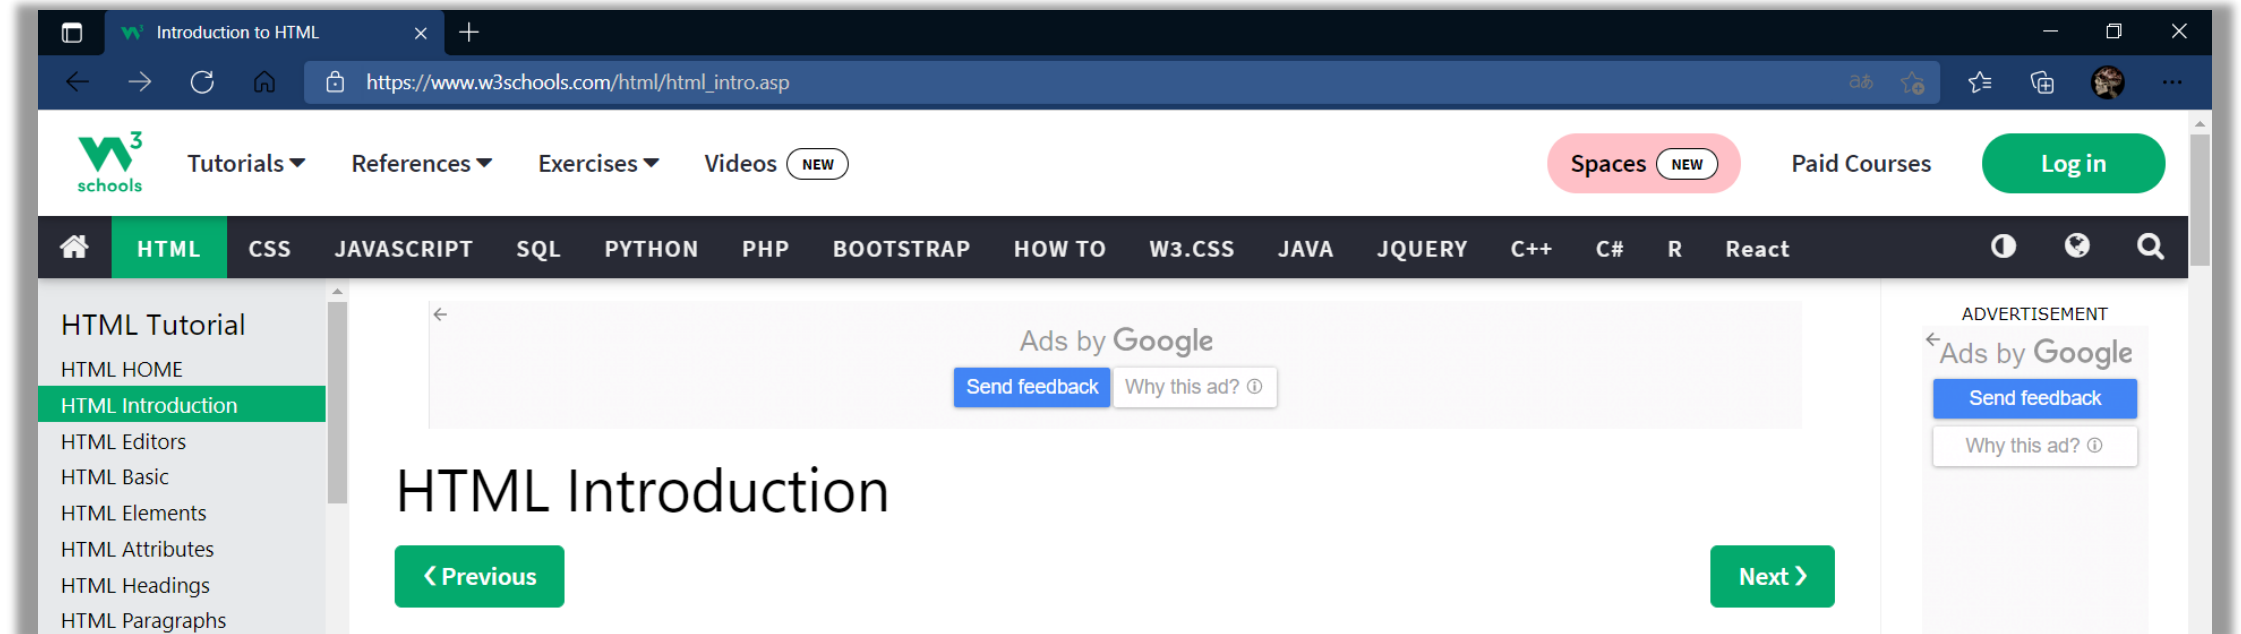 Introduction to HTML
https://www.w3schools.com/html/html_intro.asp
aあ
W3 schools
Tutorials References Exercises Videos NEW Spaces NEW Paid Courses Log in
HTML CSS JAVASCRIPT SQL PYTHON PHP BOOTSTRAP HOW TO W3.CSS JAVA JQUERY C++ C# R React
HTML Tutorial
HTML HOME
HTML Introduction
HTML Editors
HTML Basic
HTML Elements
HTML Attributes
HTML Headings
HTML Paragraphs
Ads by Google
Send feedback Why this ad?
HTML Introduction
❮ Previous Next ❯
ADVERTISEMENT
Ads by Google
Send feedback
Why this ad?